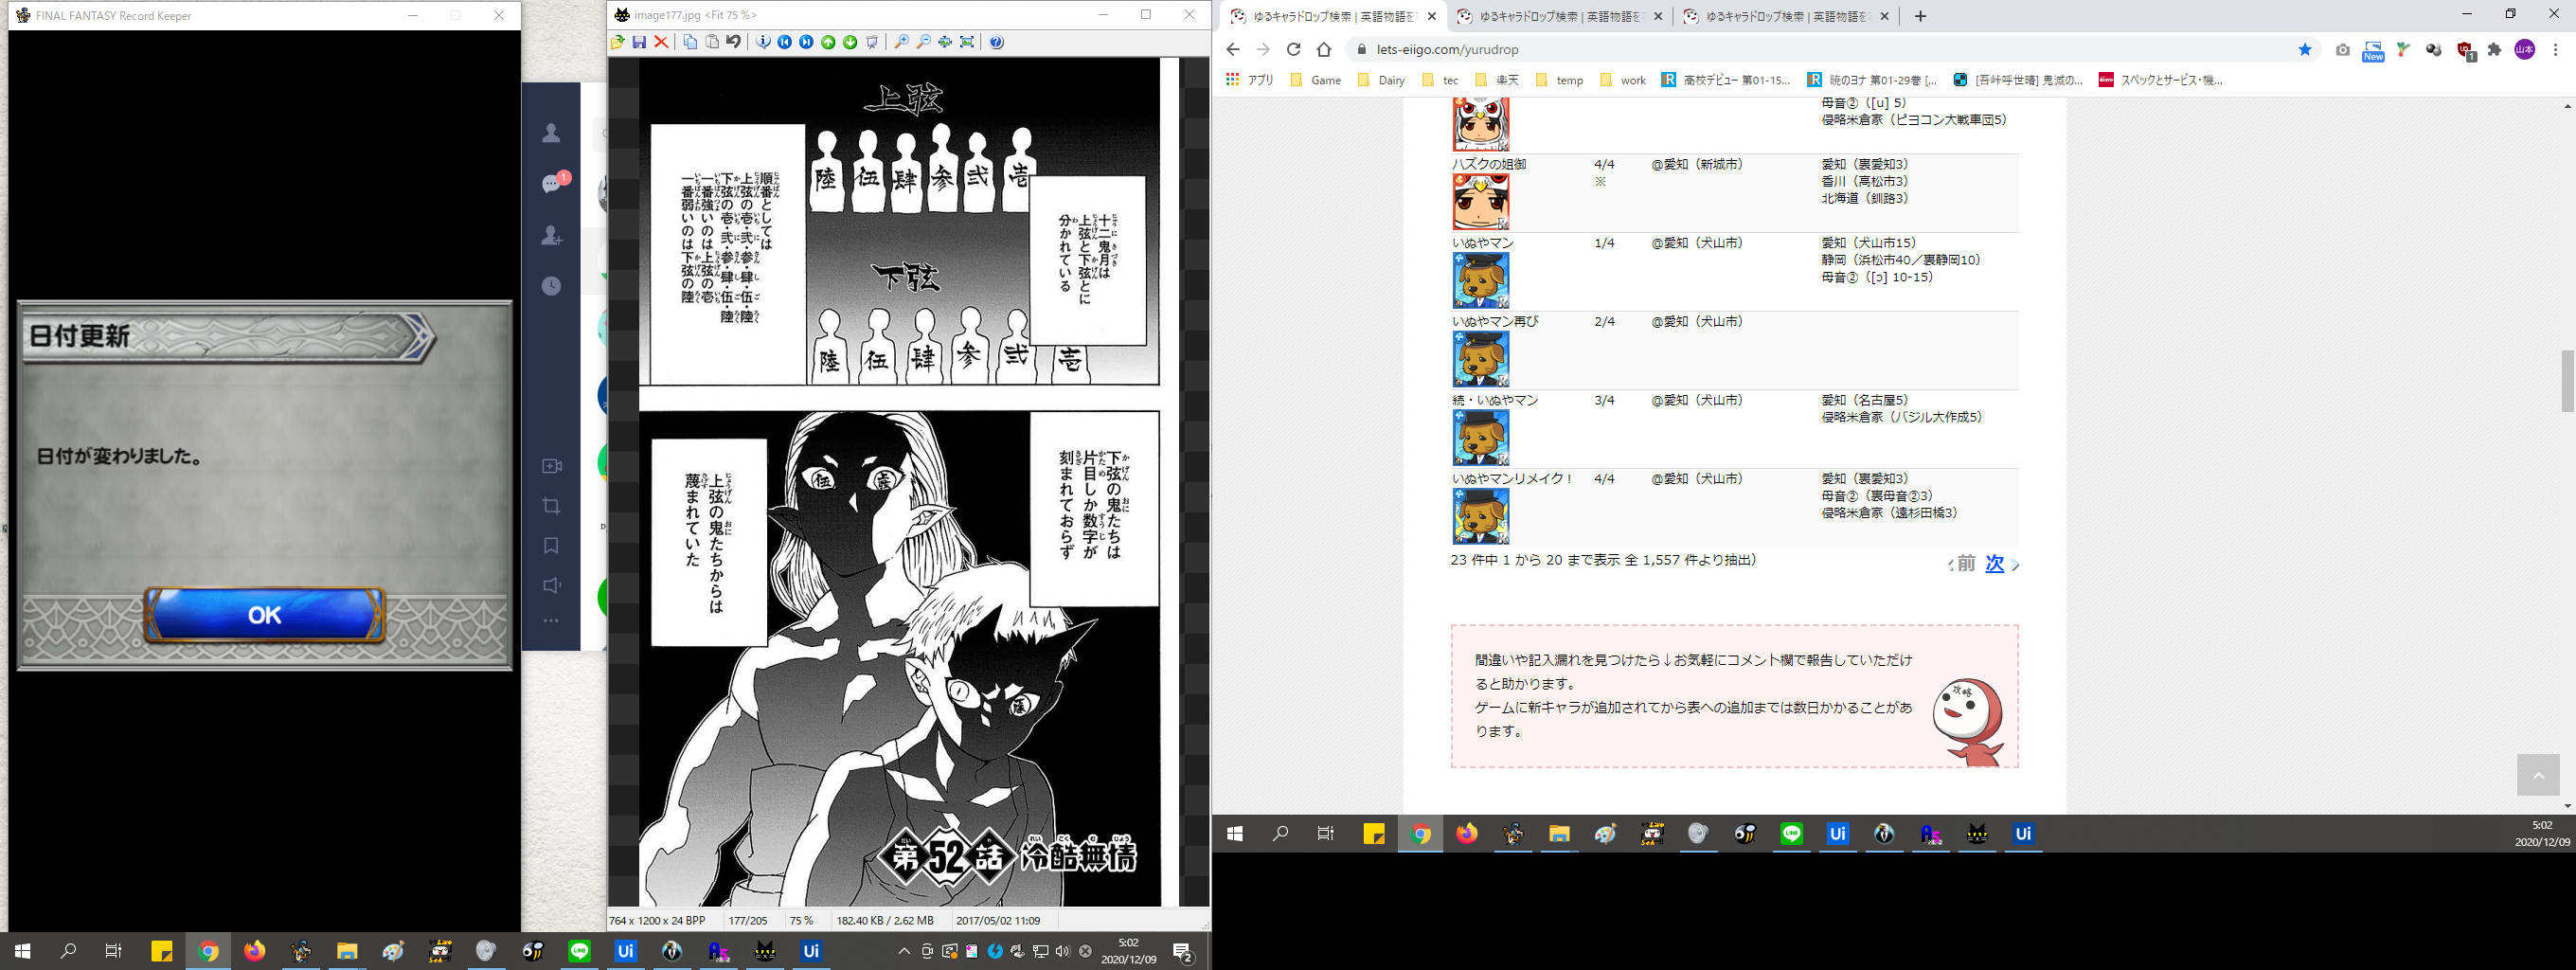 FINAL FANTASY Record Keeper
日付更新
日付が変わりました。
OK
1
image177.jpg <Fit 75 %>
上弦
陸 伍 肆 参 弐 壱
十二鬼月は
上弦と下弦とに
分かれている
順番としては
上弦の壱・弐・参・肆・伍・陸
下弦の壱・弐・参・肆・伍・陸
一番強いのは上弦の壱
一番弱いのは下弦の陸
下弦
陸 伍 肆 参 弐 壱
下弦の鬼たちは
片目しか数字が
刻まれておらず
上弦の鬼たちからは
蔑まれていた
伍 上弦
第52話 冷酷無情
764 x 1200 x 24 BPP 177/205 75 % 182.40 KB / 2.62 MB 2017/05/02 11:09
5:02
2020/12/09
2
ゆるキャラドロップ検索 | 英語物語を
ゆるキャラドロップ検索 | 英語物語を
ゆるキャラドロップ検索 | 英語物語を
lets-eiigo.com/yurudrop
New
1
山本
アプリ Game Dairy tec 楽天 temp work 高校デビュー 第01-15... 暁のヨナ 第01-29巻 [... [吾峠呼世晴] 鬼滅の... スペックとサービス・機...
母音②（[u] 5）
侵略米倉家（ピヨコン大戦車団5）
ハズクの姐御 4/4 @愛知（新城市） 愛知（裏愛知3）
※ 香川（高松市3）
北海道（釧路3）
いぬやマン 1/4 @愛知（犬山市） 愛知（犬山市15）
静岡（浜松市40／裏静岡10）
母音②（[ɔ] 10-15）
いぬやマン再び 2/4 @愛知（犬山市）
続・いぬやマン 3/4 @愛知（犬山市） 愛知（名古屋5）
侵略米倉家（バジル大作成5）
いぬやマンリメイク！ 4/4 @愛知（犬山市） 愛知（裏愛知3）
母音②（裏母音②3）
侵略米倉家（遠杉田橋3）
23 件中 1 から 20 まで表示 全 1,557 件より抽出）
前 次
間違いや記入漏れを見つけたら↓お気軽にコメント欄で報告していただけ
ると助かります。
ゲームに新キャラが追加されてから表への追加までは数日かかることがあ
ります。
攻略
5:02
2020/12/09